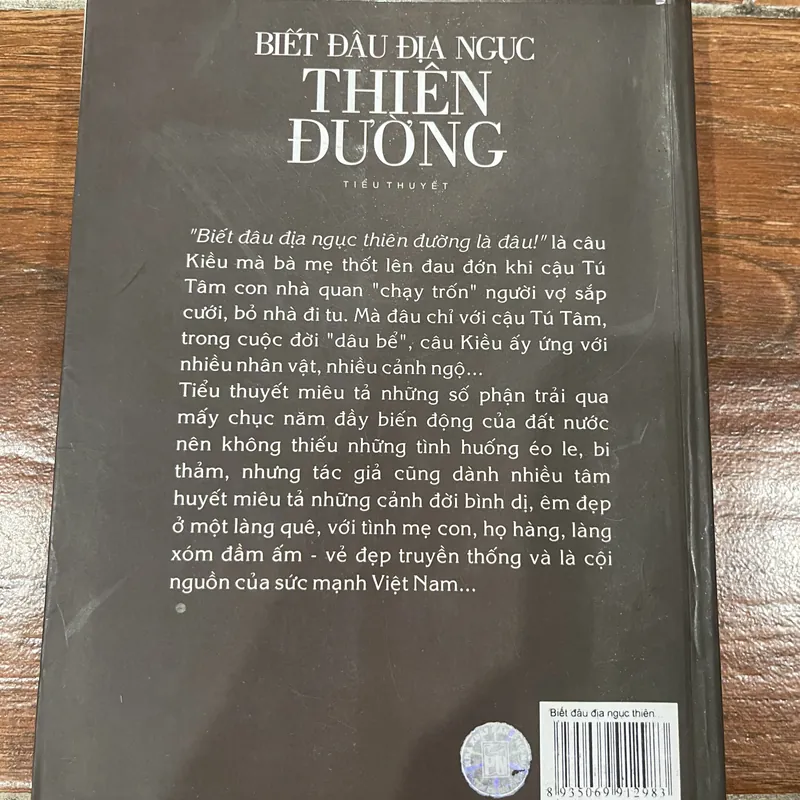 BIẾT ĐÂU ĐỊA NGỤC
THIÊN
ĐƯỜNG
TIỂU THUYẾT
"Biết đâu địa ngục thiên đường là đâu!" là câu
Kiều mà bà mẹ thốt lên đau đớn khi cậu Tú
Tâm con nhà quan "chạy trốn" người vợ sắp
cưới, bỏ nhà đi tu. Mà đâu chỉ với cậu Tú Tâm,
trong cuộc đời "dâu bể", câu Kiều ấy ứng với
nhiều nhân vật, nhiều cảnh ngộ...
Tiểu thuyết miêu tả những số phận trải qua
mấy chục năm đầy biến động của đất nước
nên không thiếu những tình huống éo le, bi
thảm, nhưng tác giả cũng dành nhiều tâm
huyết miêu tả những cảnh đời bình dị, êm đẹp
ở một làng quê, với tình mẹ con, họ hàng, làng
xóm đầm ấm - vẻ đẹp truyền thống và là cội
nguồn của sức mạnh Việt Nam...
Biết đâu địa ngục thiên...
8 935069 912983